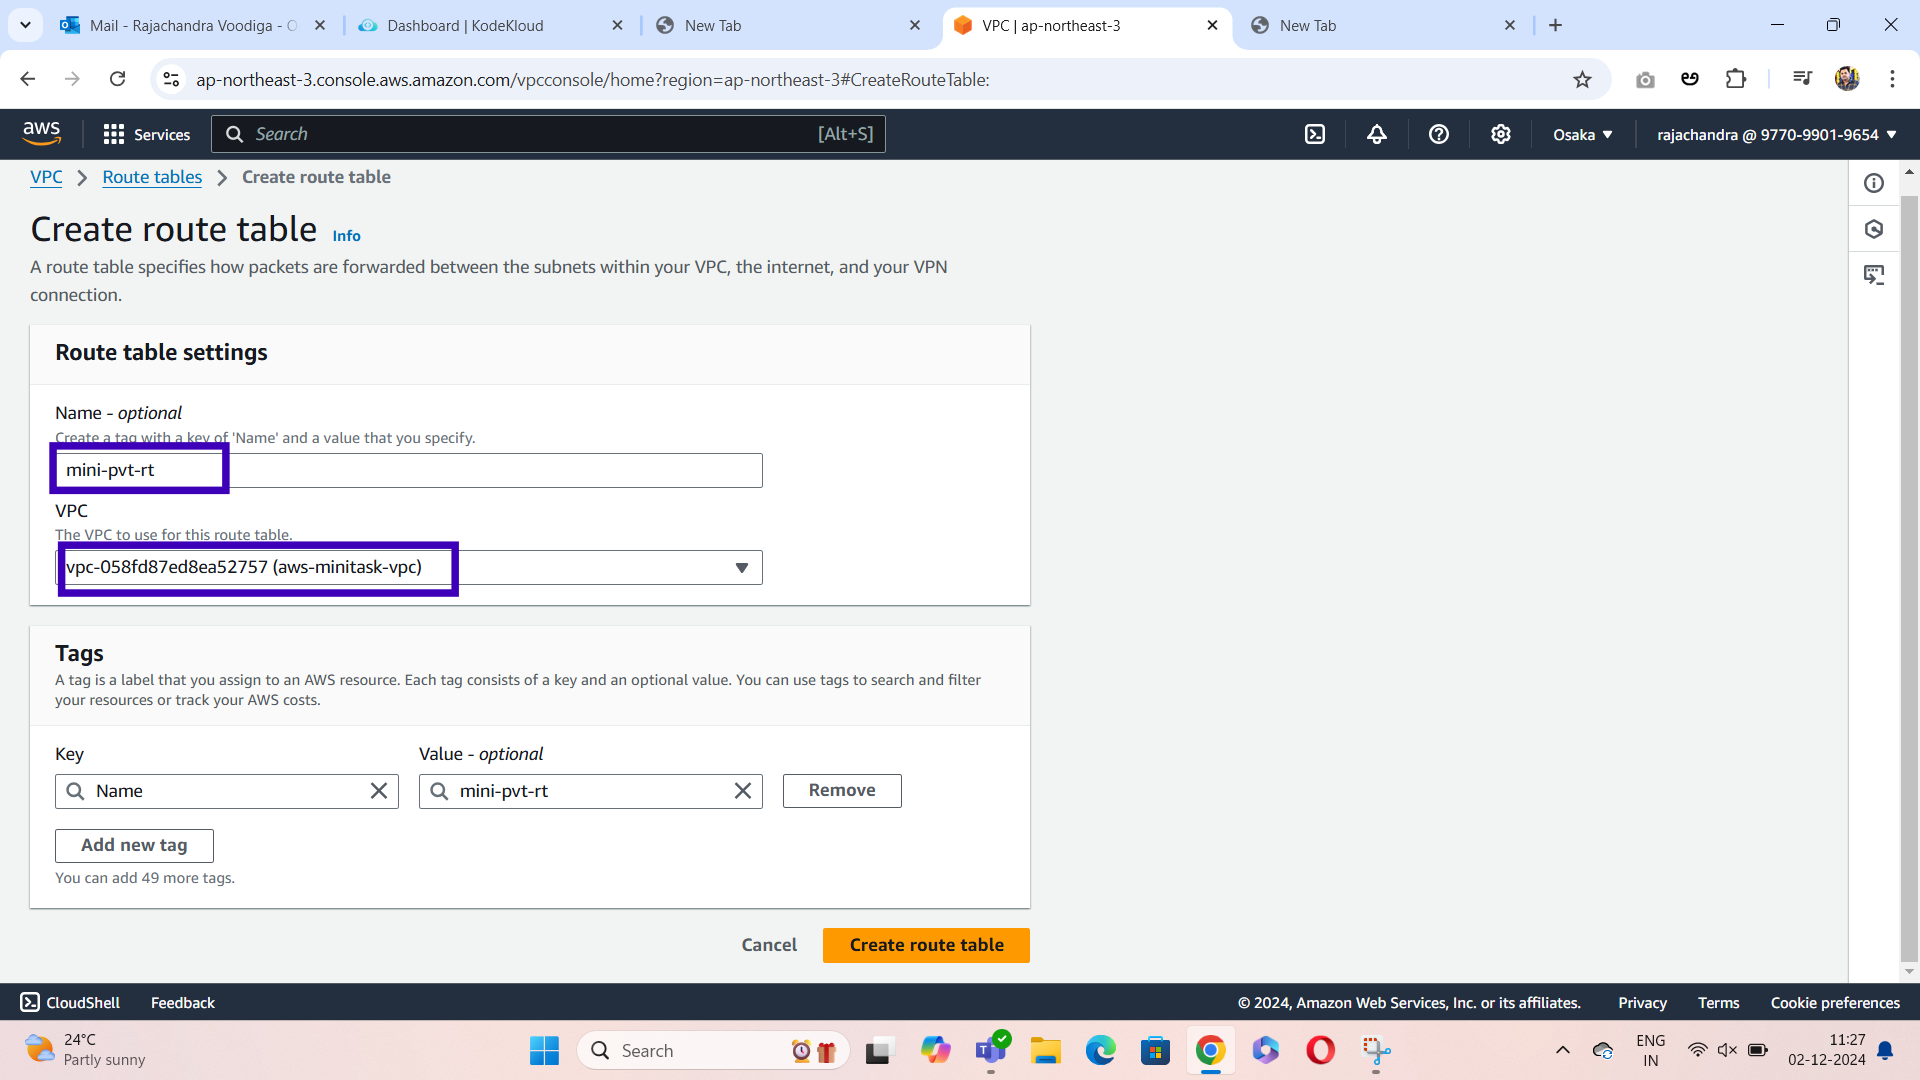 Mail - Rajachandra Voodiga - O
Dashboard | KodeKloud
New Tab
VPC | ap-northeast-3
New Tab
ap-northeast-3.console.aws.amazon.com/vpcconsole/home?region=ap-northeast-3#CreateRouteTable:
aws
Services
Search
[Alt+S]
Osaka
rajachandra @ 9770-9901-9654
VPC
Route tables
Create route table
Create route table
Info
A route table specifies how packets are forwarded between the subnets within your VPC, the internet, and your VPN
connection.
Route table settings
Name - optional
Create a tag with a key of 'Name' and a value that you specify.
mini-pvt-rt
VPC
The VPC to use for this route table.
vpc-058fd87ed8ea52757 (aws-minitask-vpc)
Tags
A tag is a label that you assign to an AWS resource. Each tag consists of a key and an optional value. You can use tags to search and filter
your resources or track your AWS costs.
Key
Value - optional
Name
mini-pvt-rt
Remove
Add new tag
You can add 49 more tags.
Cancel
Create route table
CloudShell
Feedback
© 2024, Amazon Web Services, Inc. or its affiliates.
Privacy
Terms
Cookie preferences
24°C
Partly sunny
Search
ENG
IN
11:27
02-12-2024